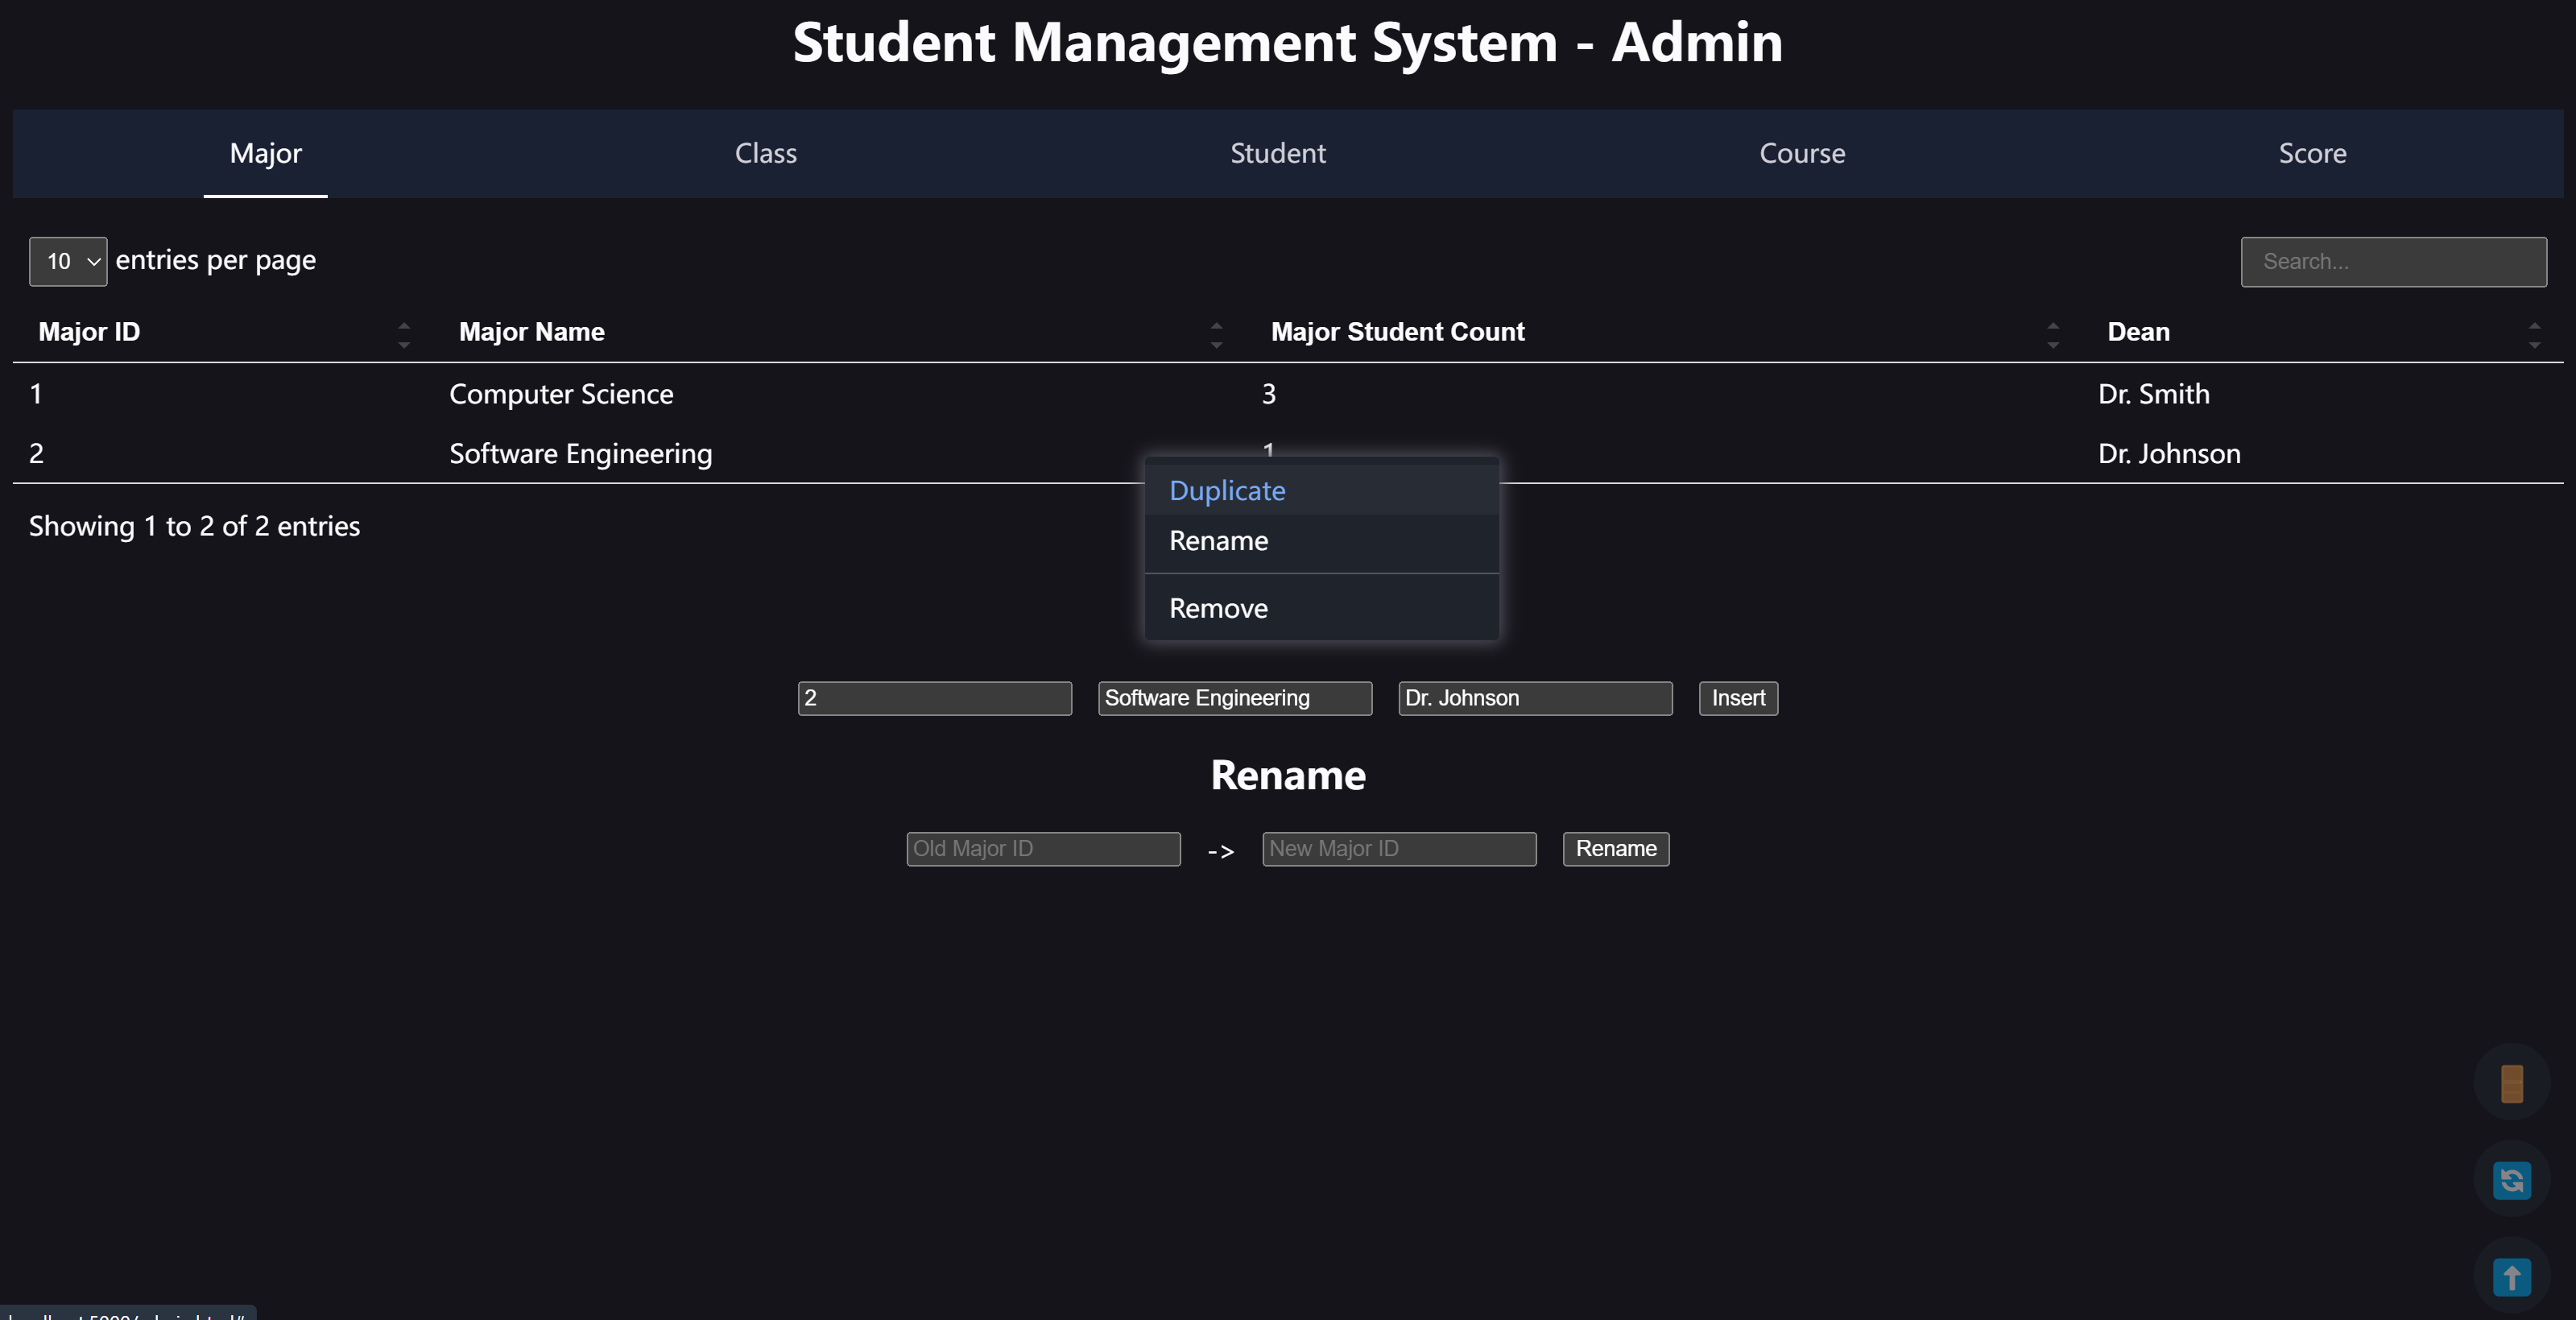 Student Management System - Admin
Major Class Student Course Score
10 entries per page Search...
Major ID Major Name Major Student Count Dean
1 Computer Science 3 Dr. Smith
2 Software Engineering 1 Dr. Johnson
Duplicate
Showing 1 to 2 of 2 entries
Rename
Remove
2 Software Engineering Dr. Johnson Insert
Rename
Old Major ID -> New Major ID Rename